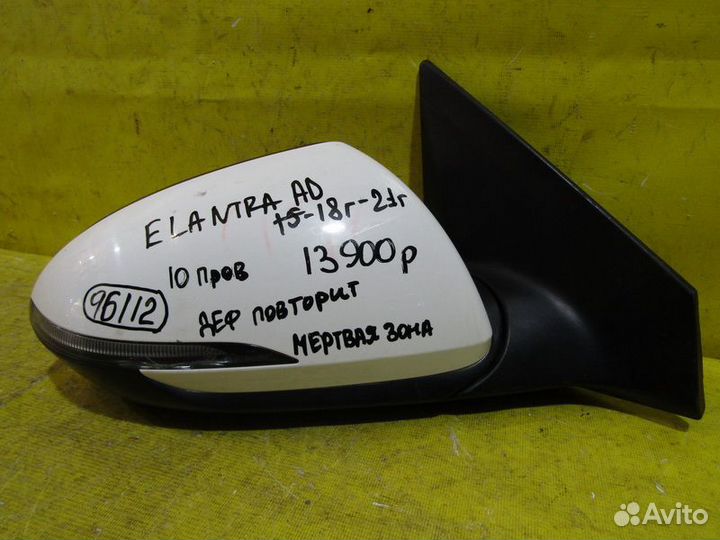 ELANTRA AD
15-18г-21г
10 пров 13900р
96112
ДЕФ ПОВТОРИТ
МЕРТВАЯ ЗОНА
Avito